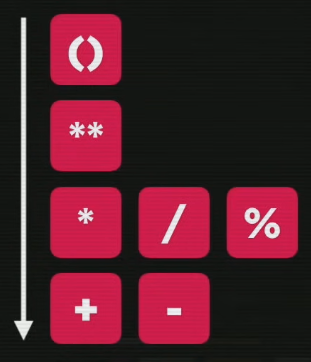 ()
**
* / %
+ -